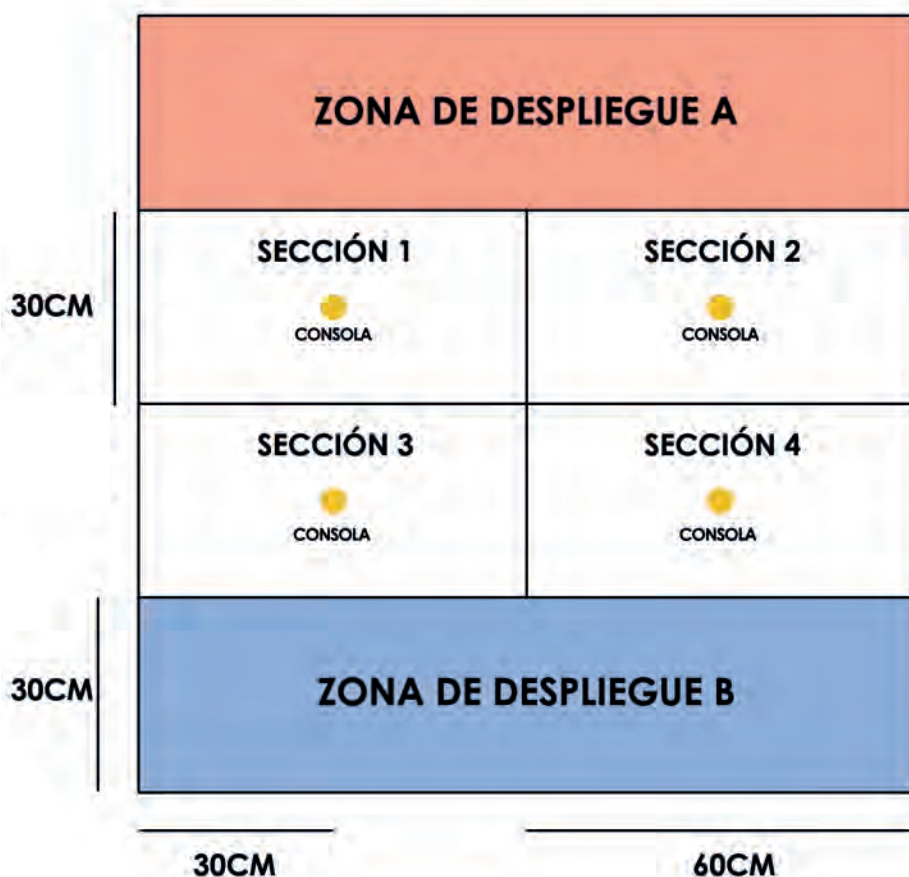 ZONA DE DESPLIEGUE A
SECCIÓN 1
SECCIÓN 2
30CM
CONSOLA
CONSOLA
SECCIÓN 3
SECCIÓN 4
CONSOLA
CONSOLA
30CM
ZONA DE DESPLIEGUE B
30CM
60CM